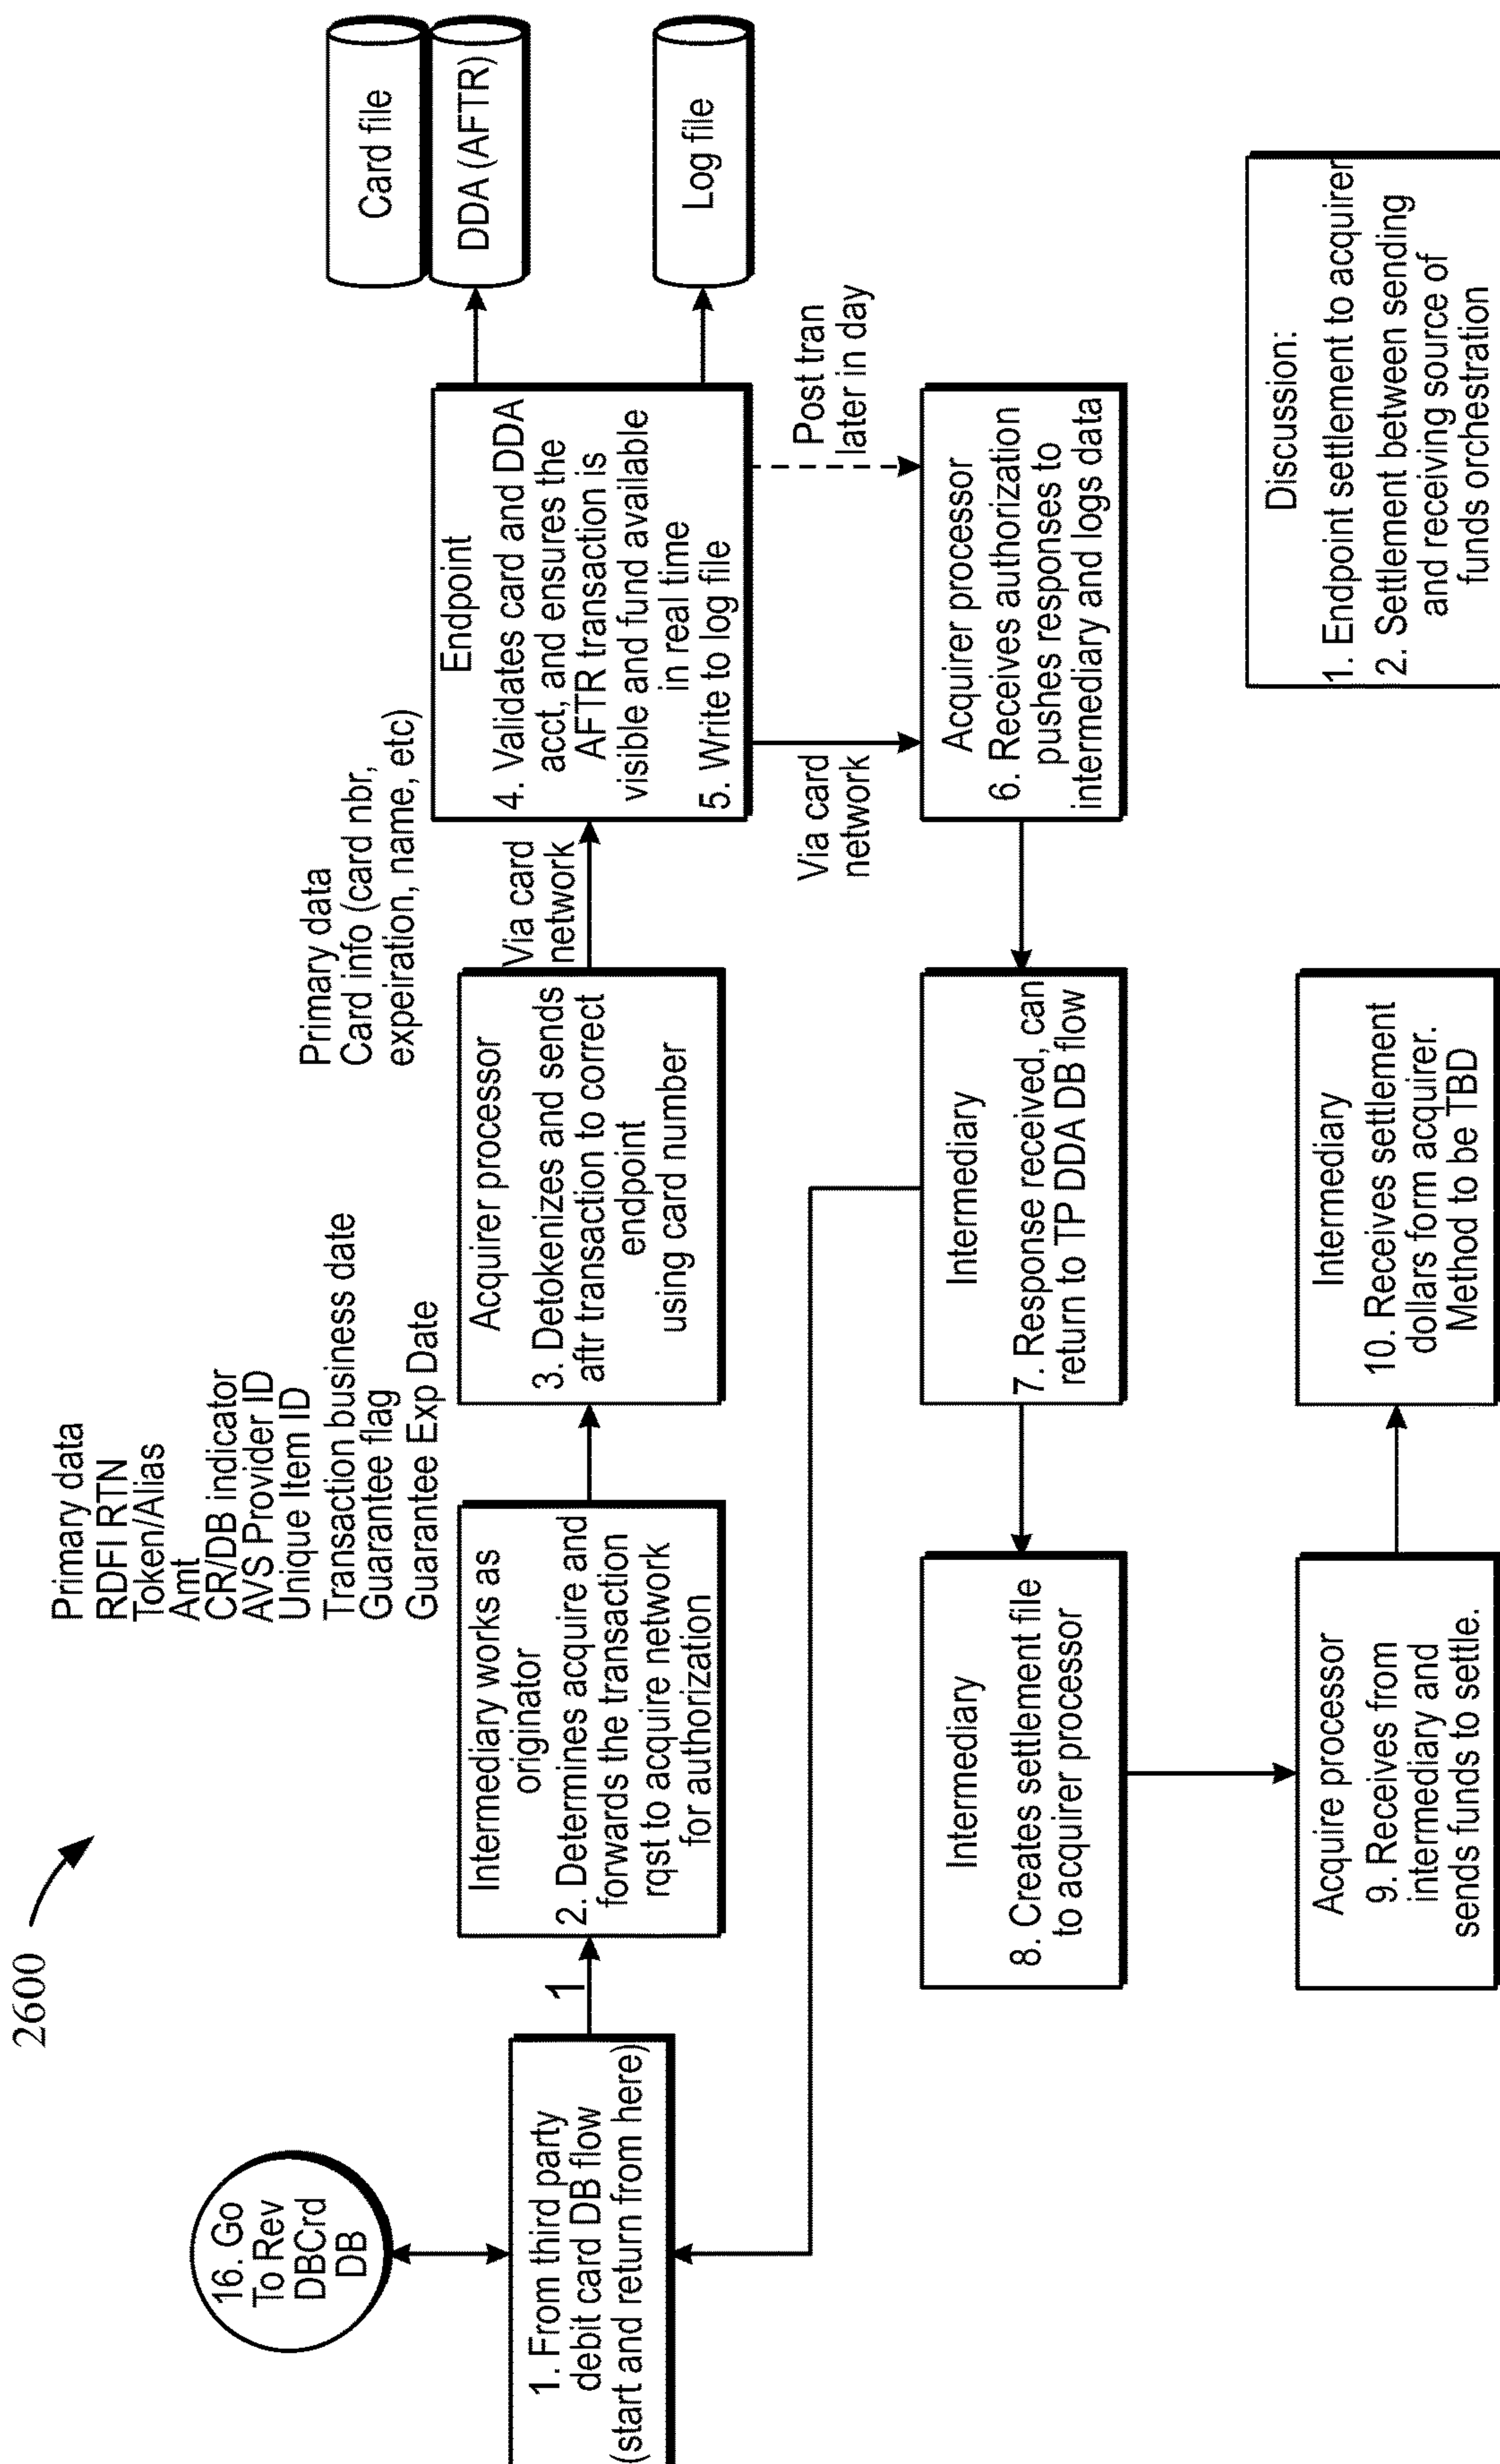 2600
16. Go
To Rev
DBCrd
DB
1. From third party
debit card DB flow
(start and return from here)
1
Primary data
RDFI RTN
Token/Alias
Amt
CR/DB indicator
AVS Provider ID
Unique Item ID
Transaction business date
Guarantee flag
Guarantee Exp Date
Intermediary works as
originator
2. Determines acquire and
forwards the transaction
rqst to acquire network
for authorization
Acquirer processor
3. Detokenizes and sends
aftr transaction to correct
endpoint
using card number
Primary data
Card info (card nbr,
expeiration, name, etc)
Via card
network
Endpoint
4. Validates card and DDA
acct, and ensures the
AFTR transaction is
visible and fund available
in real time
5. Write to log file
Card file
DDA (AFTR)
Log file
Via card
network
Post tran
later in day
Acquirer processor
6. Receives authorization
pushes responses to
intermediary and logs data
Intermediary
7. Response received, can
return to TP DDA DB flow
Intermediary
8. Creates settlement file
to acquirer processor
Acquire processor
9. Receives from
intermediary and
sends funds to settle.
Intermediary
10. Receives settlement
dollars form acquirer.
Method to be TBD
Discussion:
1. Endpoint settlement to acquirer
2. Settlement between sending
and receiving source of
funds orchestration